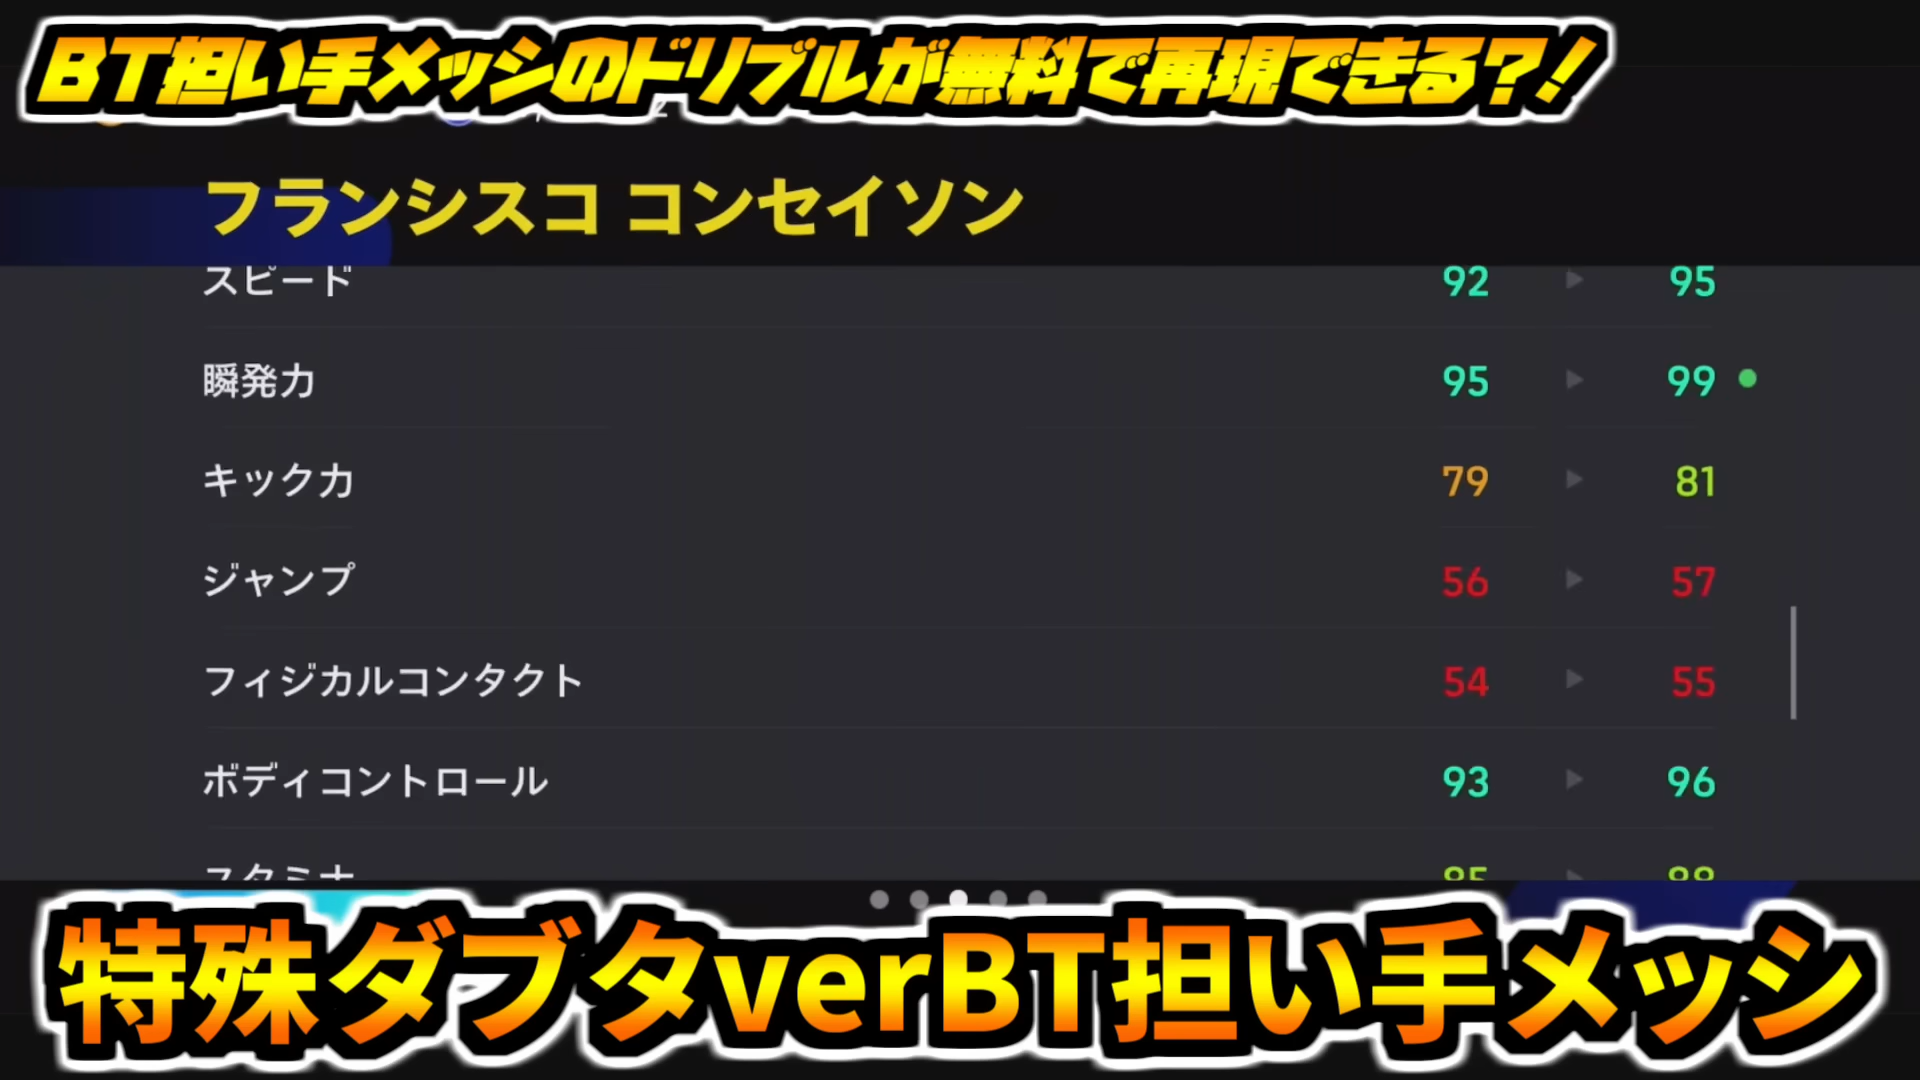 BT担い手メッシのドリブルが無料で再現できる?!
フランシスコ コンセイソン
スピード 92 ▶ 95
瞬発力 95 ▶ 99
キック力 79 ▶ 81
ジャンプ 56 ▶ 57
フィジカルコンタクト 54 ▶ 55
ボディコントロール 93 ▶ 96
スタミナ
特殊ダブタverBT担い手メッシ